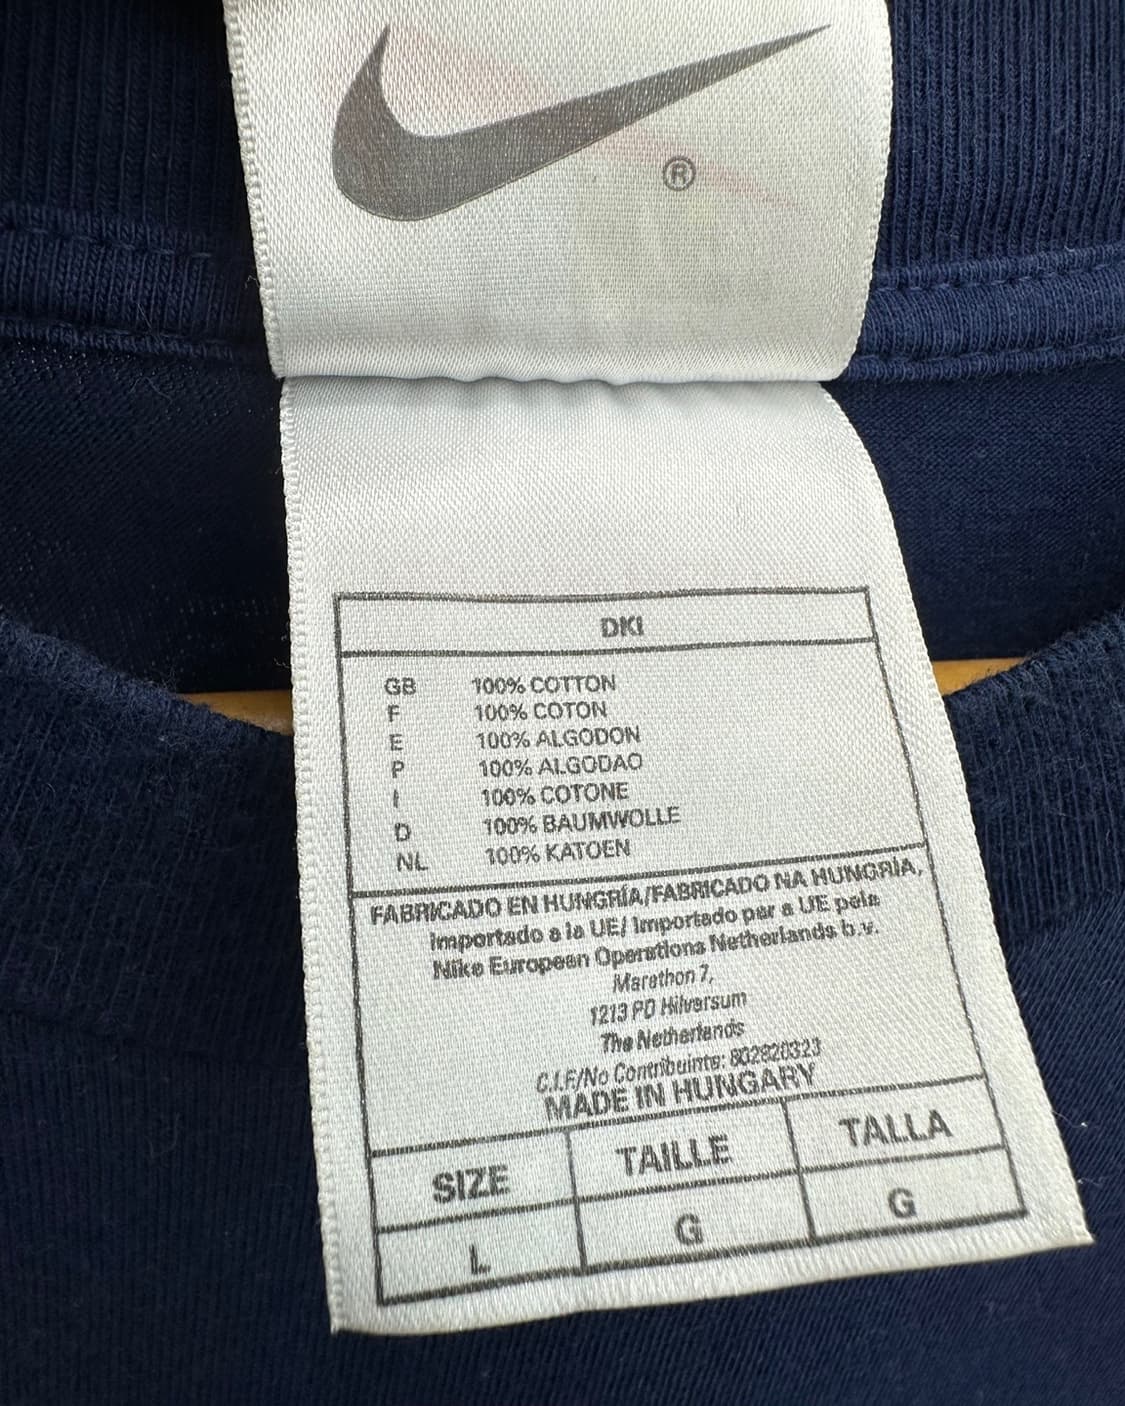 ®
DKI
GB 100% COTTON
F 100% COTON
E 100% ALGODON
P 100% ALGODAO
I 100% COTONE
D 100% BAUMWOLLE
NL 100% KATOEN
FABRICADO EN HUNGRÍA/FABRICADO NA HUNGRÍA,
Importado a la UE/ Importado par a UE pela
Nike European Operations Netherlands b.v.
Marathon 7,
1213 PD Hilversum
The Netherlands
C.I.F/No Contribuinte: 802820323
MADE IN HUNGARY
SIZE TAILLE TALLA
L G G